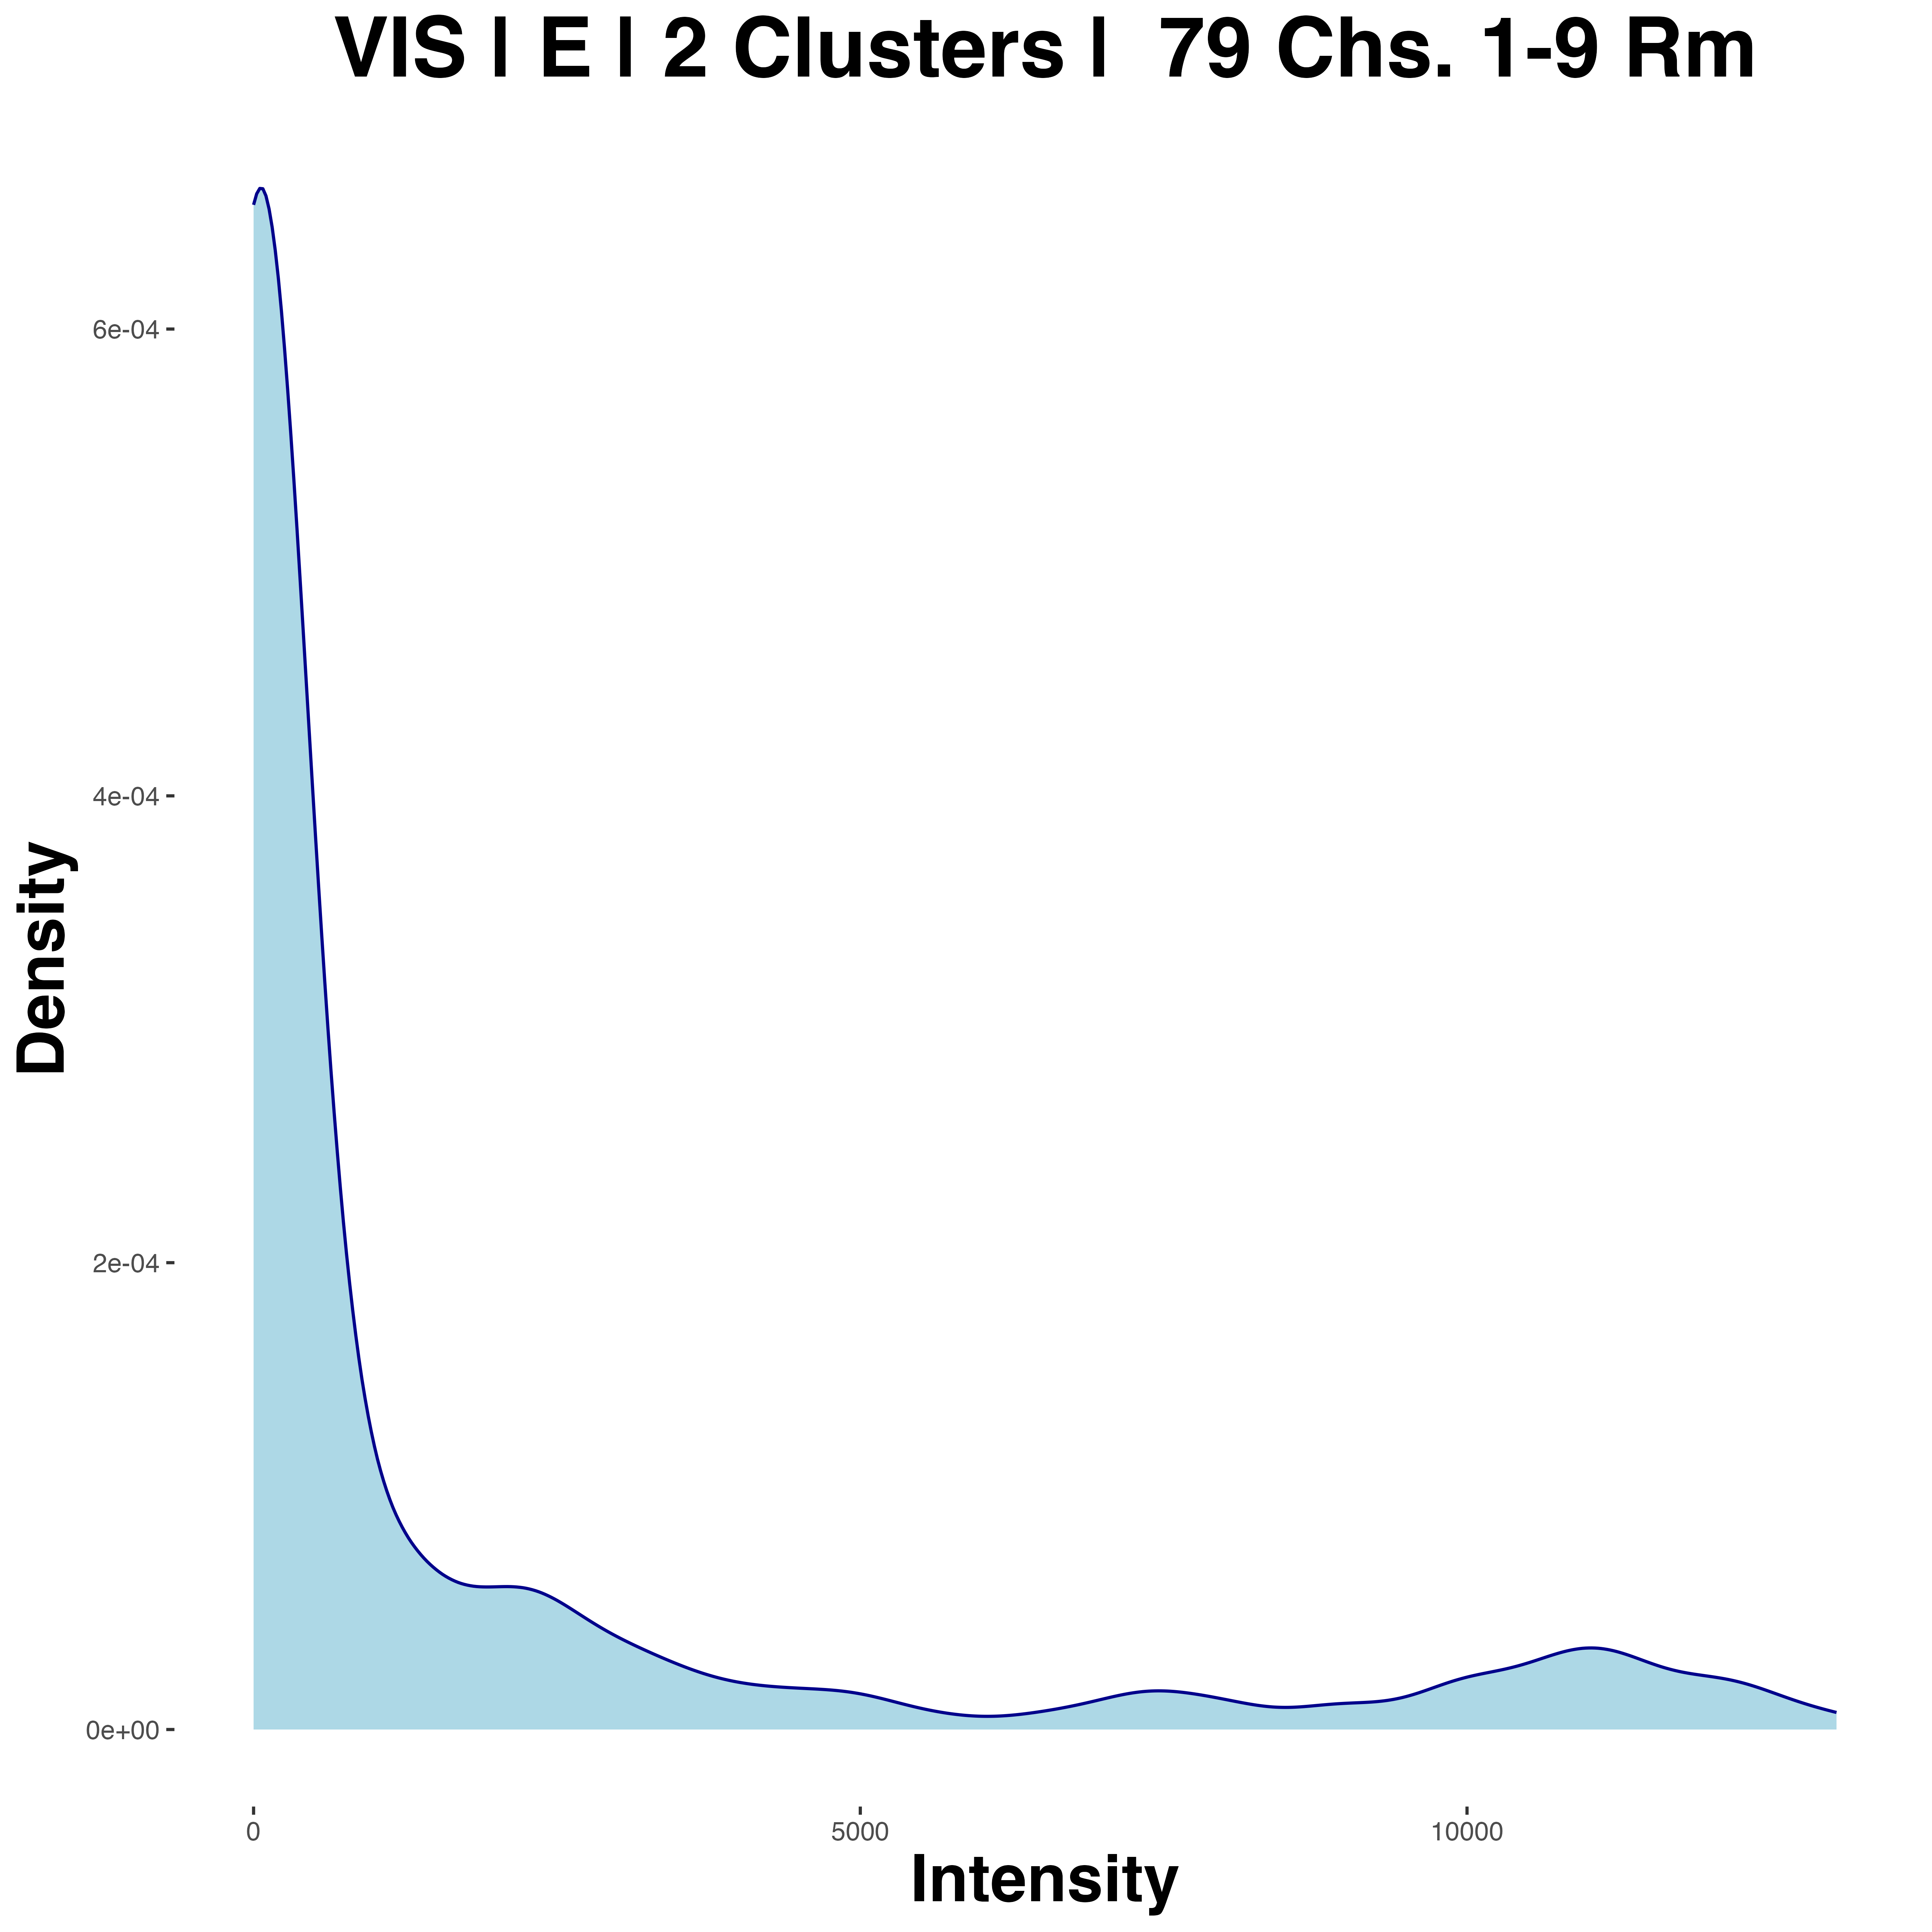 VIS | E | 2 Clusters | 79 Chs. 1-9 Rm
6e-04
4e-04
2e-04
0e+00
Density
0 5000 10000
Intensity